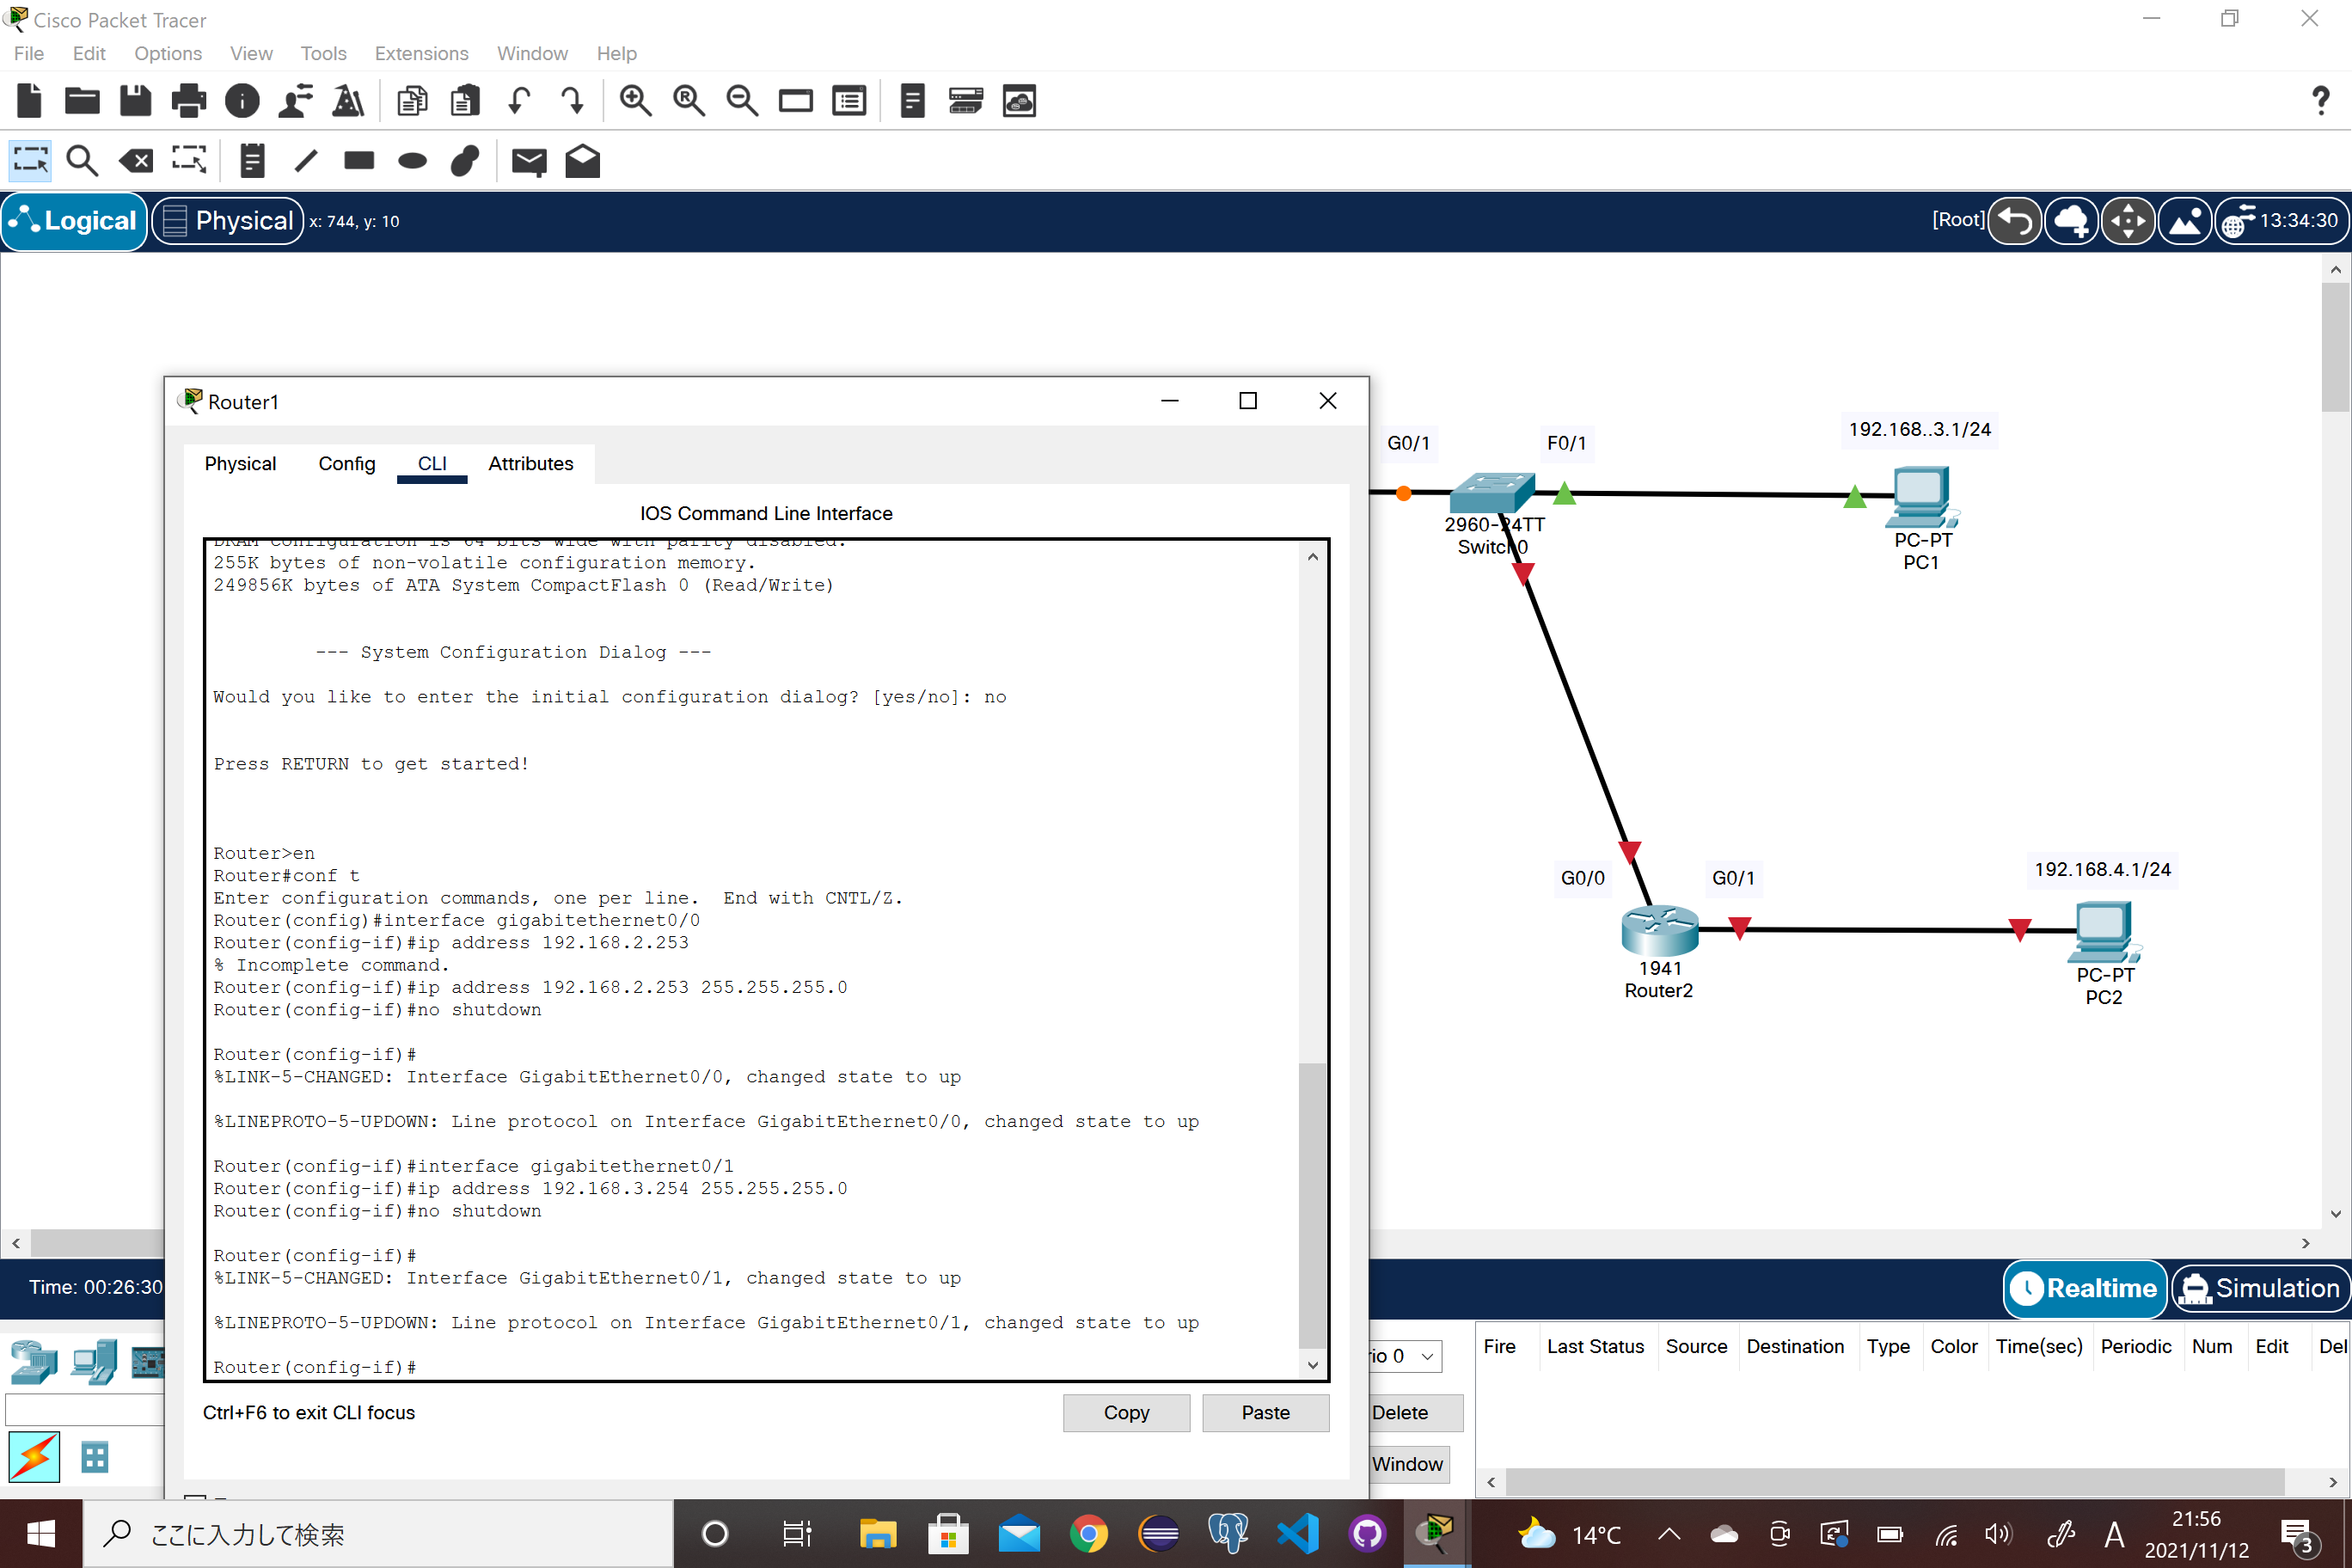 Cisco Packet Tracer
File Edit Options View Tools Extensions Window Help
Logical Physical x: 744, y: 10 [Root] 13:34:30
Router1
Physical Config CLI Attributes
IOS Command Line Interface
DRAM configuration is 64 bits wide with parity disabled.
255K bytes of non-volatile configuration memory.
249856K bytes of ATA System CompactFlash 0 (Read/Write)
--- System Configuration Dialog ---
Would you like to enter the initial configuration dialog? [yes/no]: no
Press RETURN to get started!
Router>en
Router#conf t
Enter configuration commands, one per line.  End with CNTL/Z.
Router(config)#interface gigabitethernet0/0
Router(config-if)#ip address 192.168.2.253
% Incomplete command.
Router(config-if)#ip address 192.168.2.253 255.255.255.0
Router(config-if)#no shutdown
Router(config-if)#
%LINK-5-CHANGED: Interface GigabitEthernet0/0, changed state to up
%LINEPROTO-5-UPDOWN: Line protocol on Interface GigabitEthernet0/0, changed state to up
Router(config-if)#interface gigabitethernet0/1
Router(config-if)#ip address 192.168.3.254 255.255.255.0
Router(config-if)#no shutdown
Router(config-if)#
%LINK-5-CHANGED: Interface GigabitEthernet0/1, changed state to up
%LINEPROTO-5-UPDOWN: Line protocol on Interface GigabitEthernet0/1, changed state to up
Router(config-if)#
Ctrl+F6 to exit CLI focus
Copy Paste
G0/1 F0/1 192.168..3.1/24
2960-24TT
Switch0
PC-PT
PC1
G0/0 G0/1 192.168.4.1/24
1941
Router2
PC-PT
PC2
Time: 00:26:30
Realtime Simulation
rio 0
Delete
Window
Fire Last Status Source Destination Type Color Time(sec) Periodic Num Edit Del
ここに入力して検索
14°C
A
21:56
2021/11/12
3